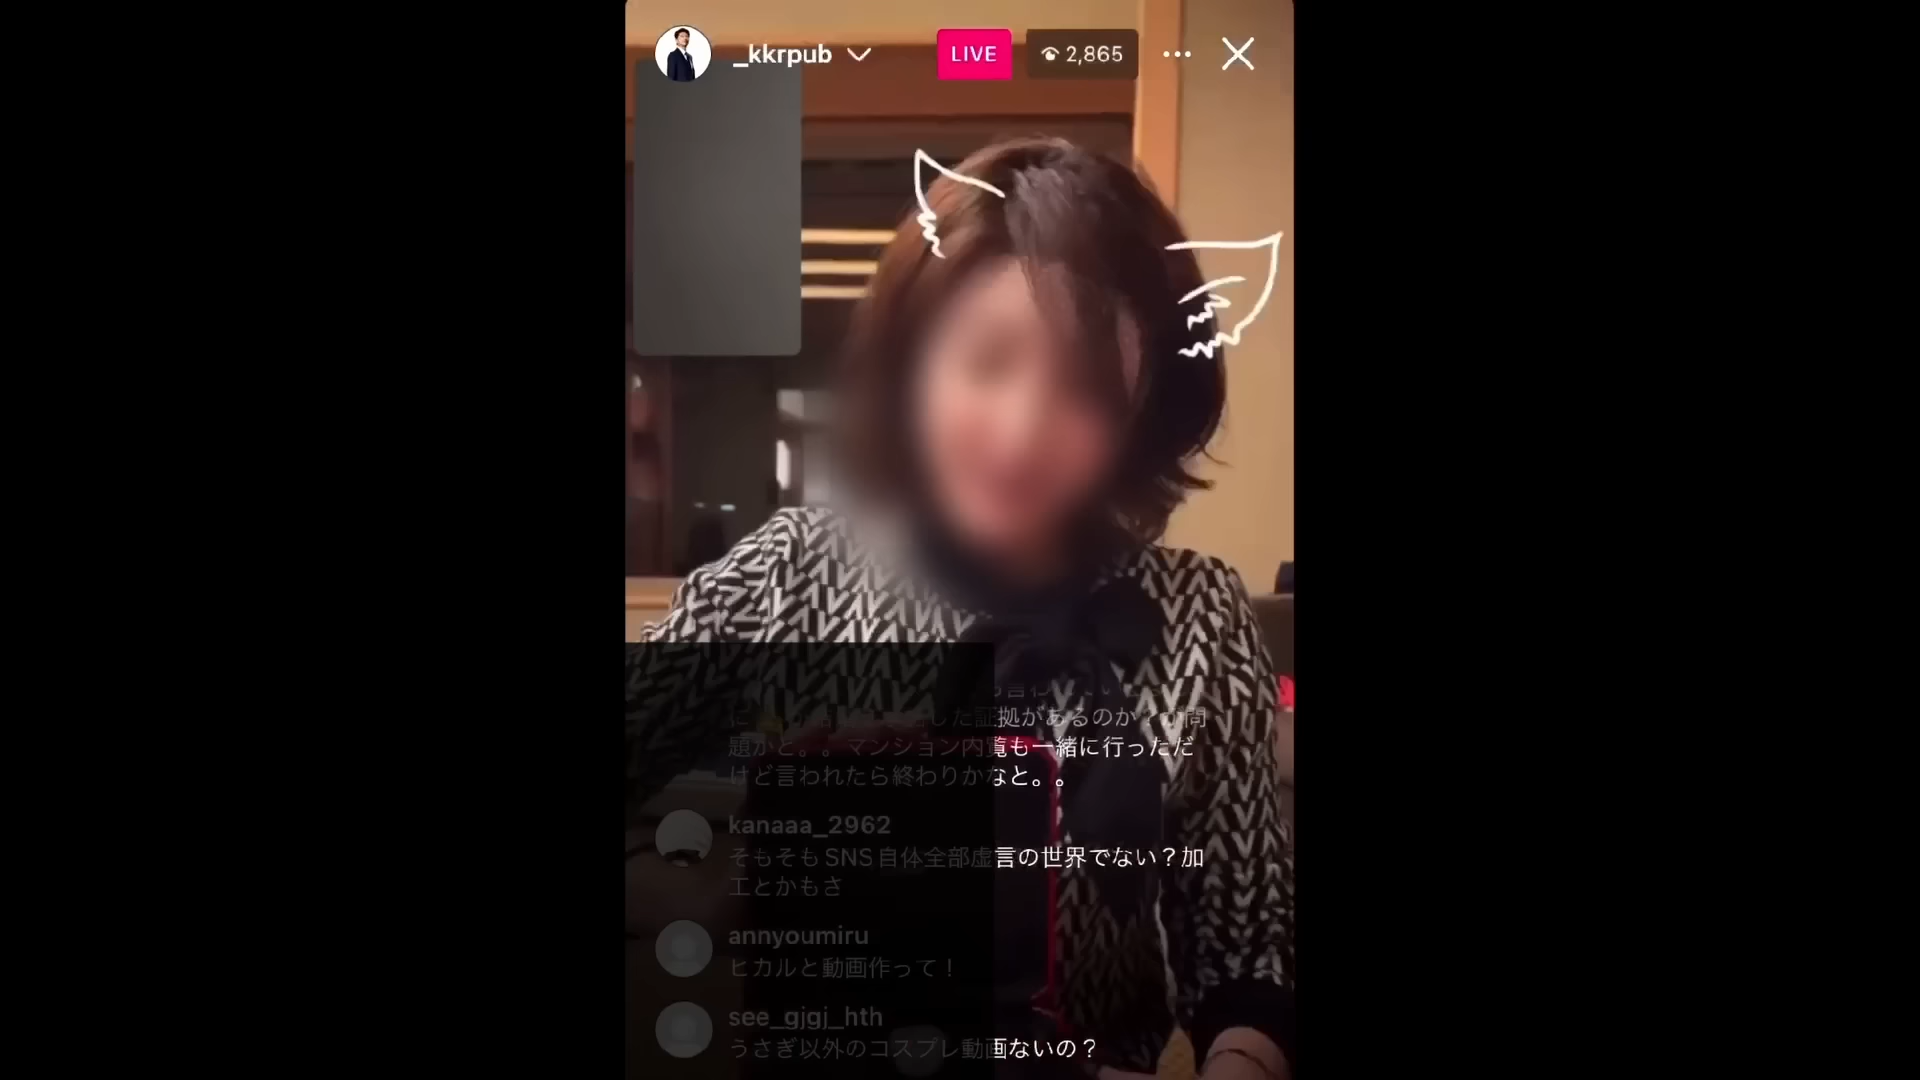 _kkrpub
LIVE
2,865
した証拠があるのか？が問
題かと。。マンション内覧も一緒に行っただ
けど言われたら終わりかなと。。
kanaaa_2962
そもそもSNS自体全部虚言の世界でない？加
工とかもさ
annyoumiru
ヒカルと動画作って！
see_gjgj_hth
うさぎ以外のコスプレ動画ないの？